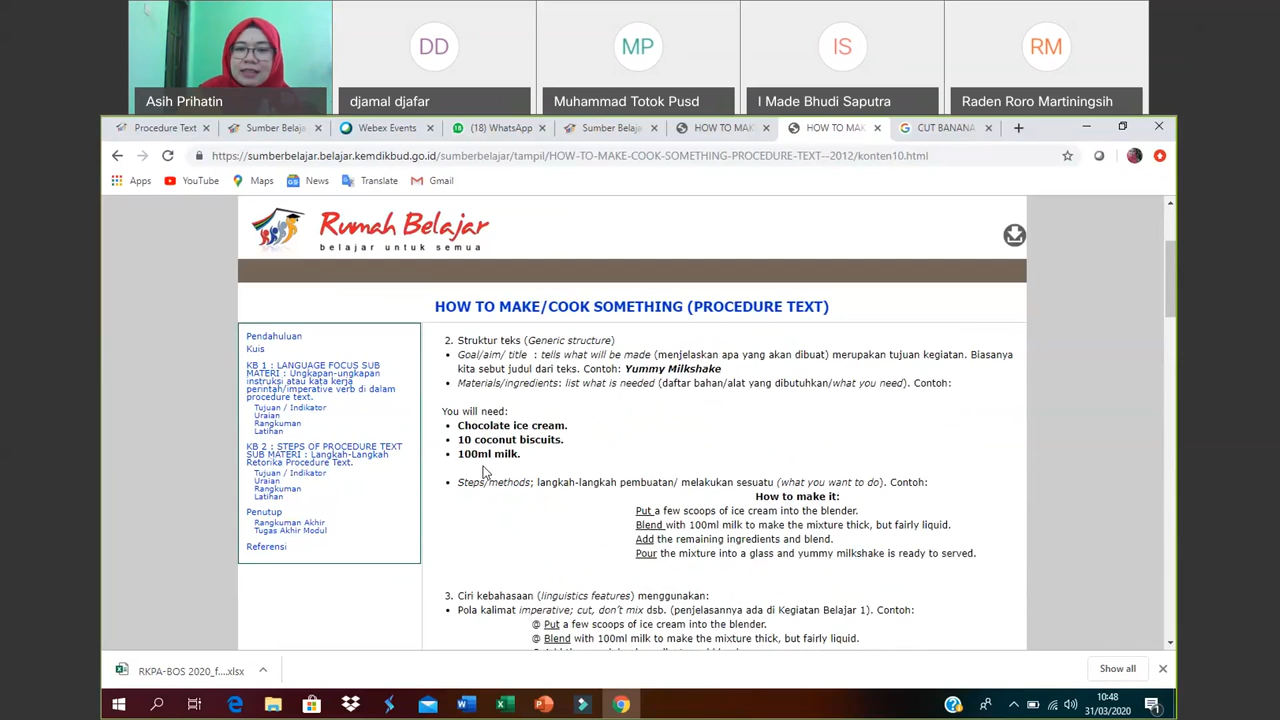 DD
MP
IS
RM
Asih Prihatin
djamal djafar
Muhammad Totok Pusd
I Made Bhudi Saputra
Raden Roro Martiningsih
Procedure Text
Sumber Belaja
Webex Events
(18) WhatsApp
Sumber Belaja
HOW TO MAK
HOW TO MAK
CUT BANANA
https://sumberbelajar.belajar.kemdikbud.go.id/sumberbelajar/tampil/HOW-TO-MAKE-COOK-SOMETHING-PROCEDURE-TEXT--2012/konten10.html
Apps
YouTube
Maps
News
Translate
Gmail
Rumah Belajar
belajar untuk semua
HOW TO MAKE/COOK SOMETHING (PROCEDURE TEXT)
Pendahuluan
Kuis
KB 1 : LANGUAGE FOCUS SUB
MATERI : Ungkapan-ungkapan
instruksi atau kata kerja
perintah/imperative verb di dalam
procedure text.
Tujuan / Indikator
Uraian
Rangkuman
Latihan
KB 2 : STEPS OF PROCEDURE TEXT
SUB MATERI : Langkah-Langkah
Retorika Procedure Text.
Tujuan / Indikator
Uraian
Rangkuman
Latihan
Penutup
Rangkuman Akhir
Tugas Akhir Modul
Referensi
2. Struktur teks (Generic structure)
• Goal/aim/ title : tells what will be made (menjelaskan apa yang akan dibuat) merupakan tujuan kegiatan. Biasanya
kita sebut judul dari teks. Contoh: Yummy Milkshake
• Materials/ingredients: list what is needed (daftar bahan/alat yang dibutuhkan/what you need). Contoh:
You will need:
• Chocolate ice cream.
• 10 coconut biscuits.
• 100ml milk.
• Steps/methods; langkah-langkah pembuatan/ melakukan sesuatu (what you want to do). Contoh:
How to make it:
Put a few scoops of ice cream into the blender.
Blend with 100ml milk to make the mixture thick, but fairly liquid.
Add the remaining ingredients and blend.
Pour the mixture into a glass and yummy milkshake is ready to served.
3. Ciri kebahasaan (linguistics features) menggunakan:
• Pola kalimat imperative; cut, don't mix dsb. (penjelasannya ada di Kegiatan Belajar 1). Contoh:
@ Put a few scoops of ice cream into the blender.
@ Blend with 100ml milk to make the mixture thick, but fairly liquid.
RKPA-BOS 2020_f....xlsx
Show all
10:48
31/03/2020